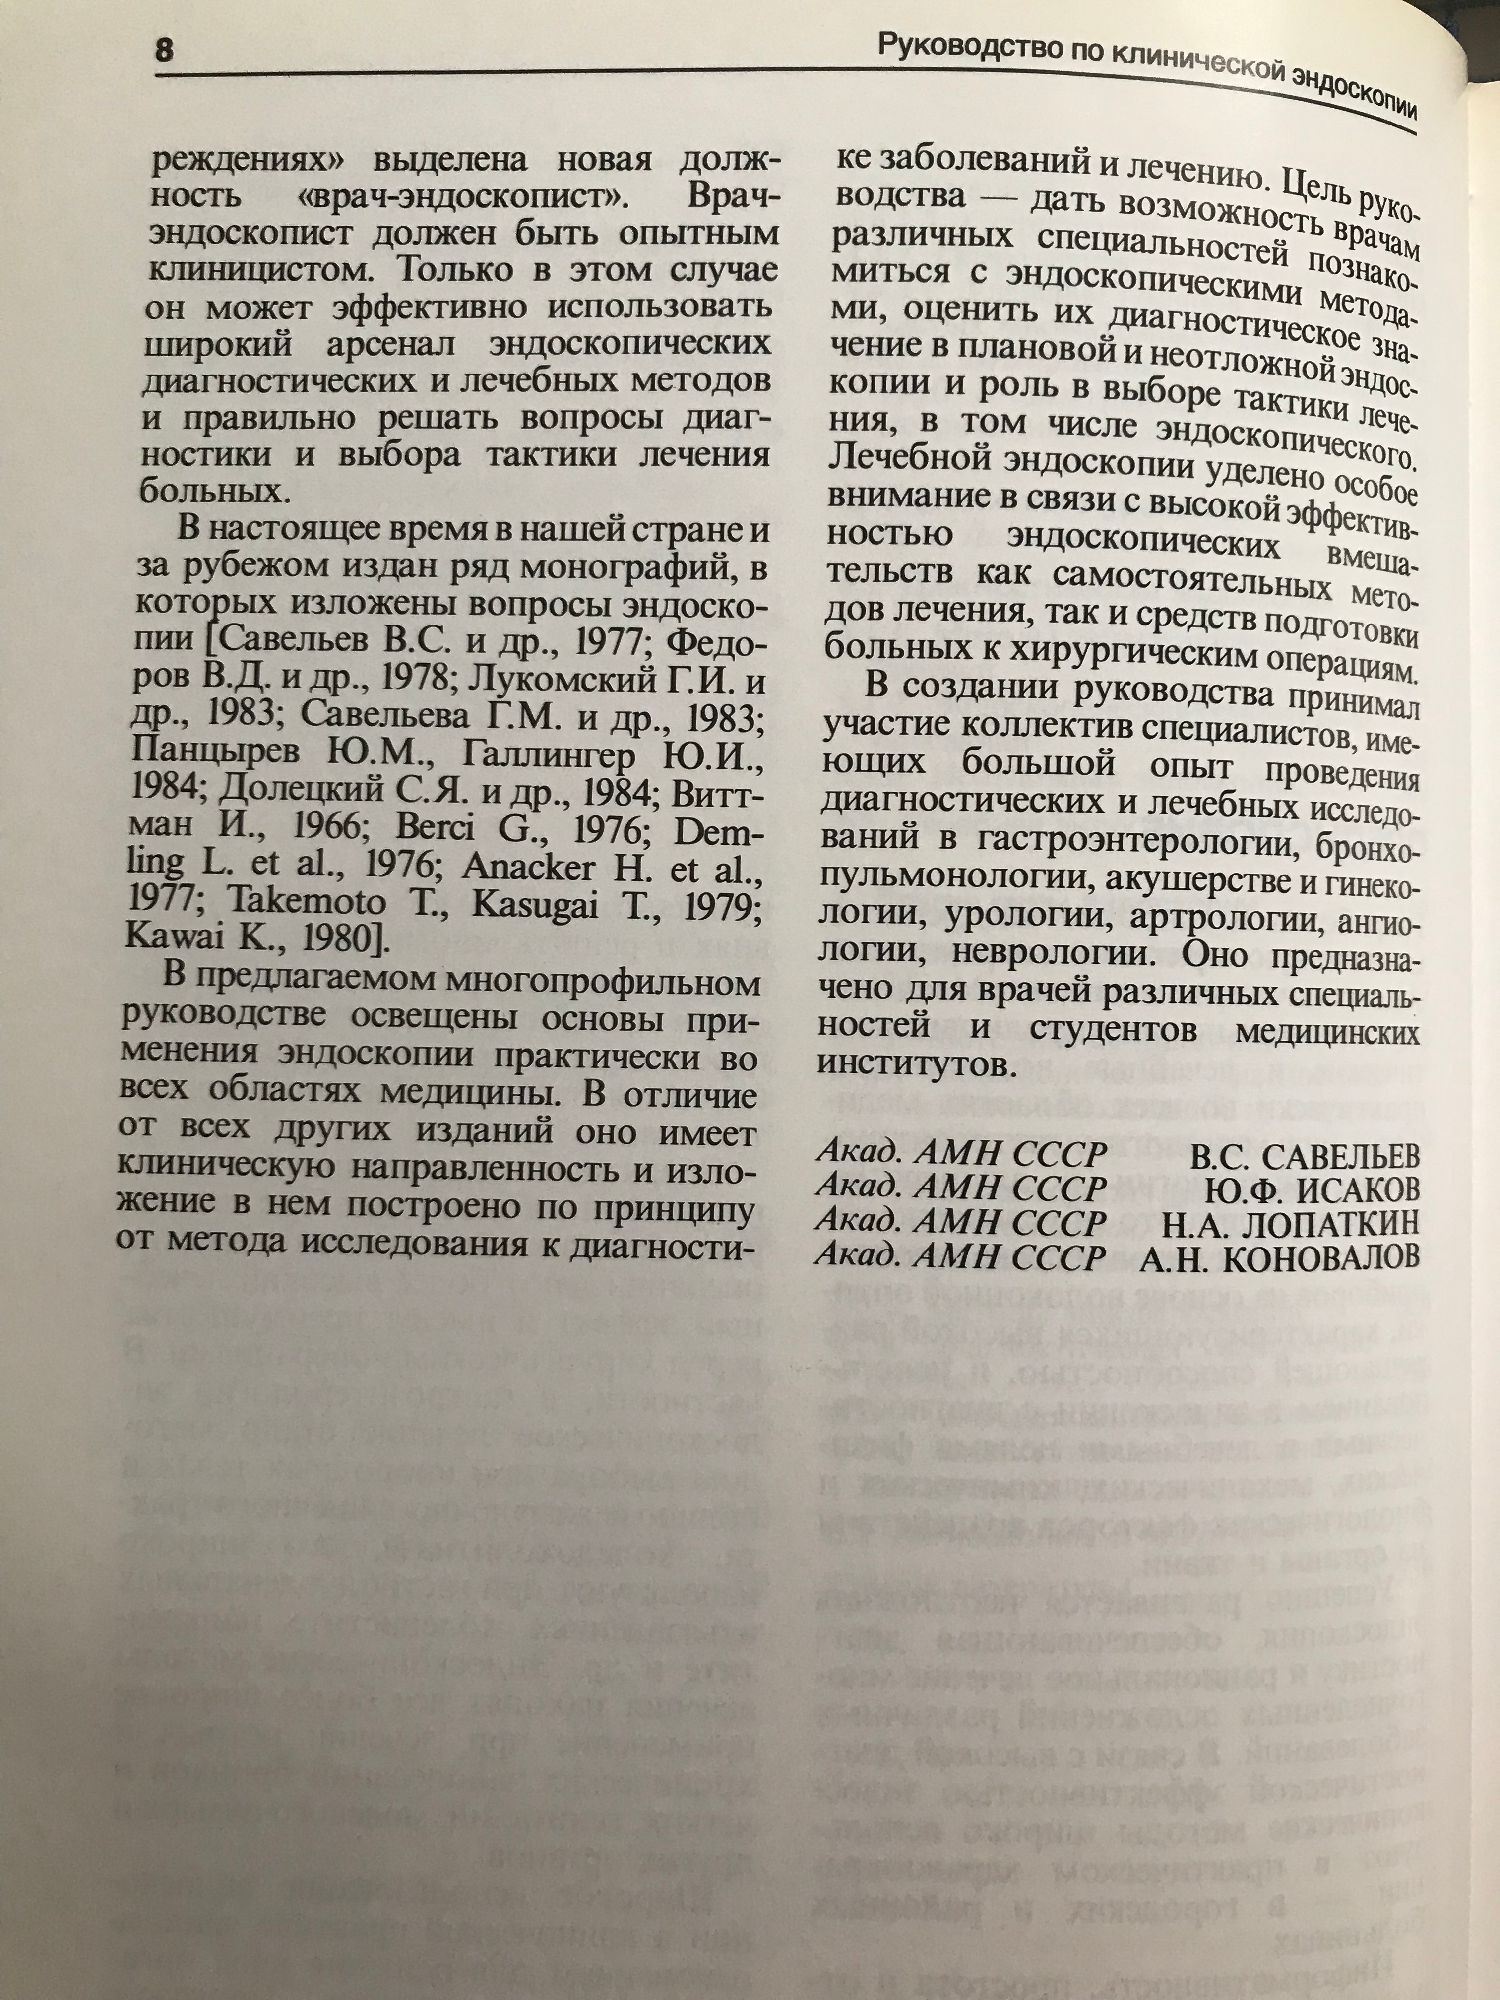 8
Руководство по клинической эндоскопии
реждениях» выделена новая долж-
ность «врач-эндоскопист». Врач-
эндоскопист должен быть опытным
клиницистом. Только в этом случае
он может эффективно использовать
широкий арсенал эндоскопических
диагностических и лечебных методов
и правильно решать вопросы диаг-
ностики и выбора тактики лечения
больных.
В настоящее время в нашей стране и
за рубежом издан ряд монографий, в
которых изложены вопросы эндоско-
пии [Савельев В.С. и др., 1977; Федо-
ров В.Д. и др., 1978; Лукомский Г.И. и
др., 1983; Савельева Г.М. и др., 1983;
Панцырев Ю.М., Галлингер Ю.И.,
1984; Долецкий С.Я. и др., 1984; Витт-
ман И., 1966; Berci G., 1976; Dem-
ling L. et al., 1976; Anacker H. et al.,
1977; Takemoto T., Kasugai T., 1979;
Kawai K., 1980].
В предлагаемом многопрофильном
руководстве освещены основы при-
менения эндоскопии практически во
всех областях медицины. В отличие
от всех других изданий оно имеет
клиническую направленность и изло-
жение в нем построено по принципу
от метода исследования к диагности-
ке заболеваний и лечению. Цель руко-
водства — дать возможность врачам
различных специальностей познако-
миться с эндоскопическими метода-
ми, оценить их диагностическое зна-
чение в плановой и неотложной эндос-
копии и роль в выборе тактики лече-
ния, в том числе эндоскопического.
Лечебной эндоскопии уделено особое
внимание в связи с высокой эффектив-
ностью эндоскопических вмеша-
тельств как самостоятельных мето-
дов лечения, так и средств подготовки
больных к хирургическим операциям.
В создании руководства принимал
участие коллектив специалистов, име-
ющих большой опыт проведения
диагностических и лечебных исследо-
ваний в гастроэнтерологии, бронхо-
пульмонологии, акушерстве и гинеко-
логии, урологии, артрологии, ангио-
логии, неврологии. Оно предназна-
чено для врачей различных специаль-
ностей и студентов медицинских
институтов.
Акад. АМН СССР В.С. САВЕЛЬЕВ
Акад. АМН СССР Ю.Ф. ИСАКОВ
Акад. АМН СССР Н.А. ЛОПАТКИН
Акад. АМН СССР А.Н. КОНОВАЛОВ